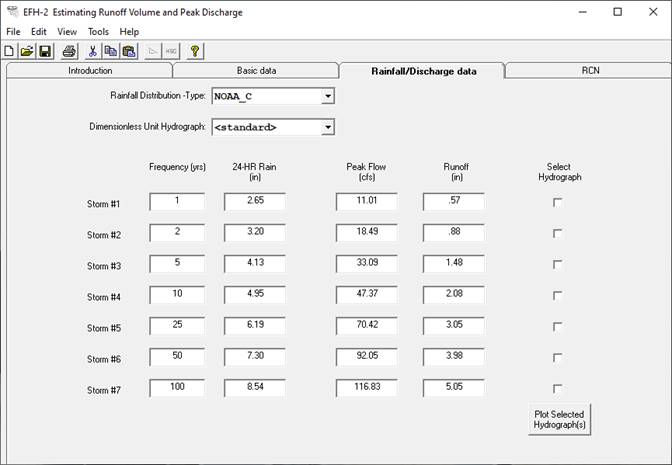 EFH-2 Estimating Runoff Volume and Peak Discharge
File Edit View Tools Help
HSG ?
Introduction Basic data Rainfall/Discharge data RCN
Rainfall Distribution -Type: NOAA_C
Dimensionless Unit Hydrograph: <standard>
Frequency (yrs) 24-HR Rain Peak Flow Runoff Select
(in) (cfs) (in) Hydrograph
Storm #1 1 2.65 11.01 .57
Storm #2 2 3.20 18.49 .88
Storm #3 5 4.13 33.09 1.48
Storm #4 10 4.95 47.37 2.08
Storm #5 25 6.19 70.42 3.05
Storm #6 50 7.30 92.05 3.98
Storm #7 100 8.54 116.83 5.05
Plot Selected
Hydrograph(s)